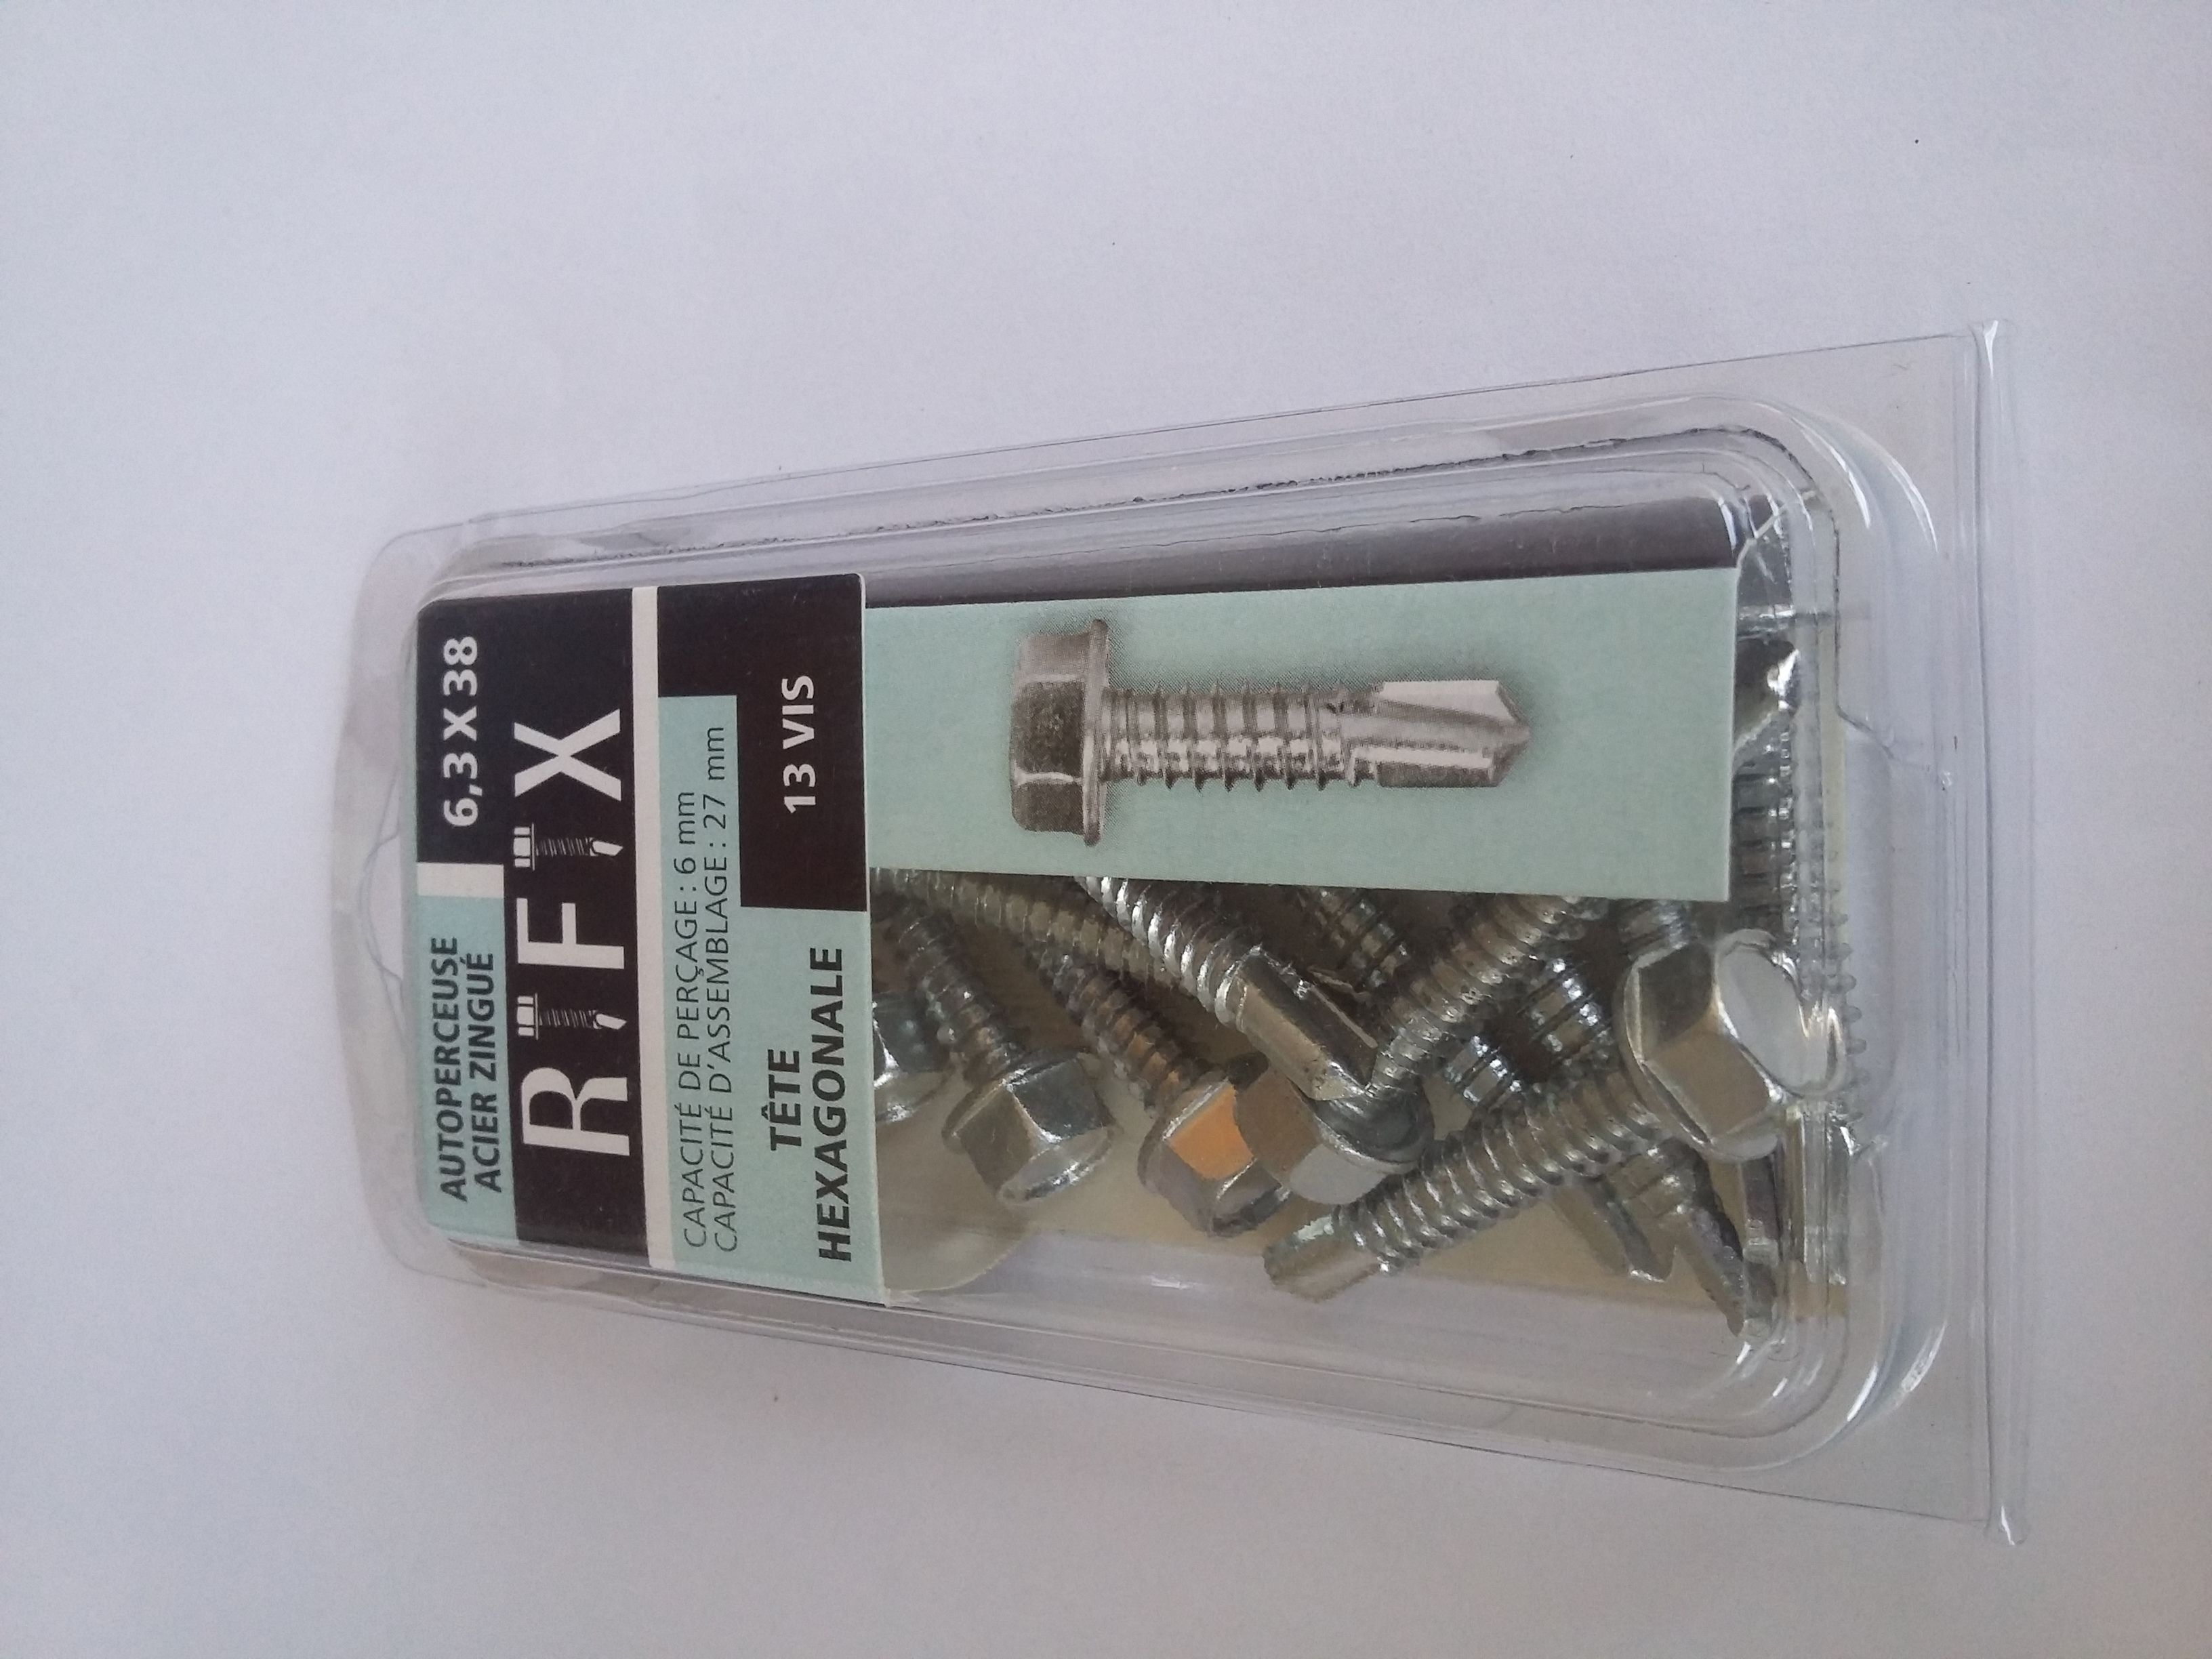 AUTOPERCEUSE
ACIER ZINGUÉ
6,3 X 38
RiFiX
CAPACITÉ DE PERÇAGE : 6 mm
CAPACITÉ D'ASSEMBLAGE : 27 mm
TÊTE
HEXAGONALE
13 VIS